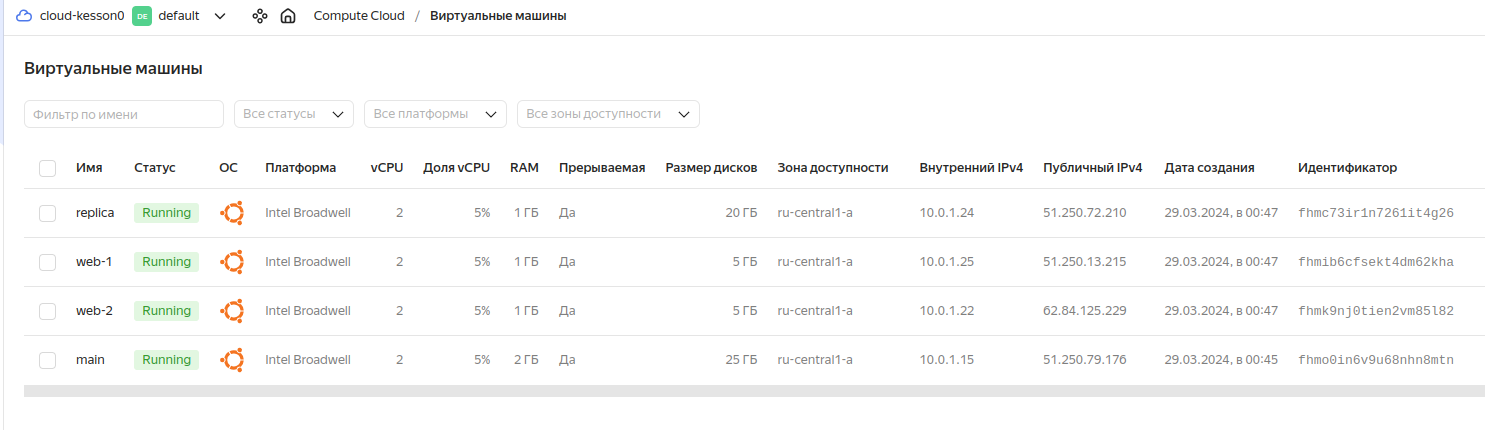 cloud-kesson0 DE default Compute Cloud / Виртуальные машины
Виртуальные машины
Фильтр по имени Все статусы Все платформы Все зоны доступности
Имя Статус ОС Платформа vCPU Доля vCPU RAM Прерываемая Размер дисков Зона доступности Внутренний IPv4 Публичный IPv4 Дата создания Идентификатор
replica Running Intel Broadwell 2 5% 1 ГБ Да 20 ГБ ru-central1-a 10.0.1.24 51.250.72.210 29.03.2024, в 00:47 fhmc73ir1n7261it4g26
web-1 Running Intel Broadwell 2 5% 1 ГБ Да 5 ГБ ru-central1-a 10.0.1.25 51.250.13.215 29.03.2024, в 00:47 fhmib6cfsekt4dm62kha
web-2 Running Intel Broadwell 2 5% 1 ГБ Да 5 ГБ ru-central1-a 10.0.1.22 62.84.125.229 29.03.2024, в 00:47 fhmk9nj0tien2vm85l82
main Running Intel Broadwell 2 5% 2 ГБ Да 25 ГБ ru-central1-a 10.0.1.15 51.250.79.176 29.03.2024, в 00:45 fhmo0in6v9u68nhn8mtn